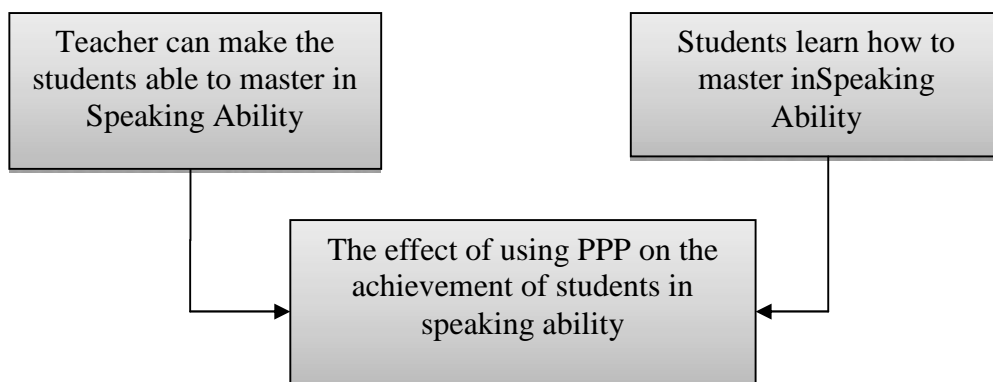 Teacher can make the
students able to master in
Speaking Ability
Students learn how to
master inSpeaking
Ability
The effect of using PPP on the
achievement of students in
speaking ability